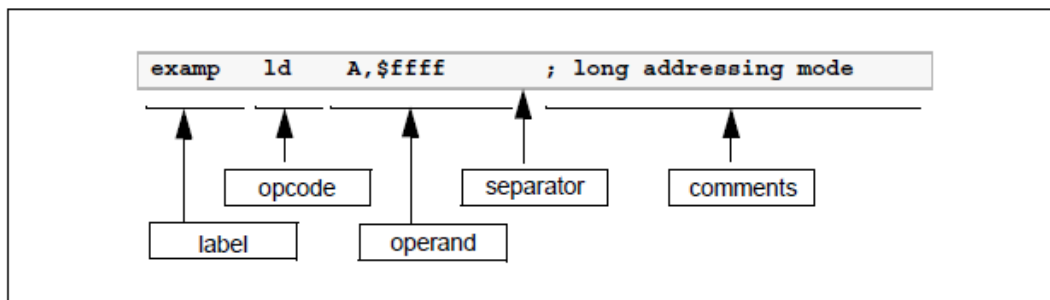 examp ld A,$ffff ; long addressing mode
opcode separator comments
label operand